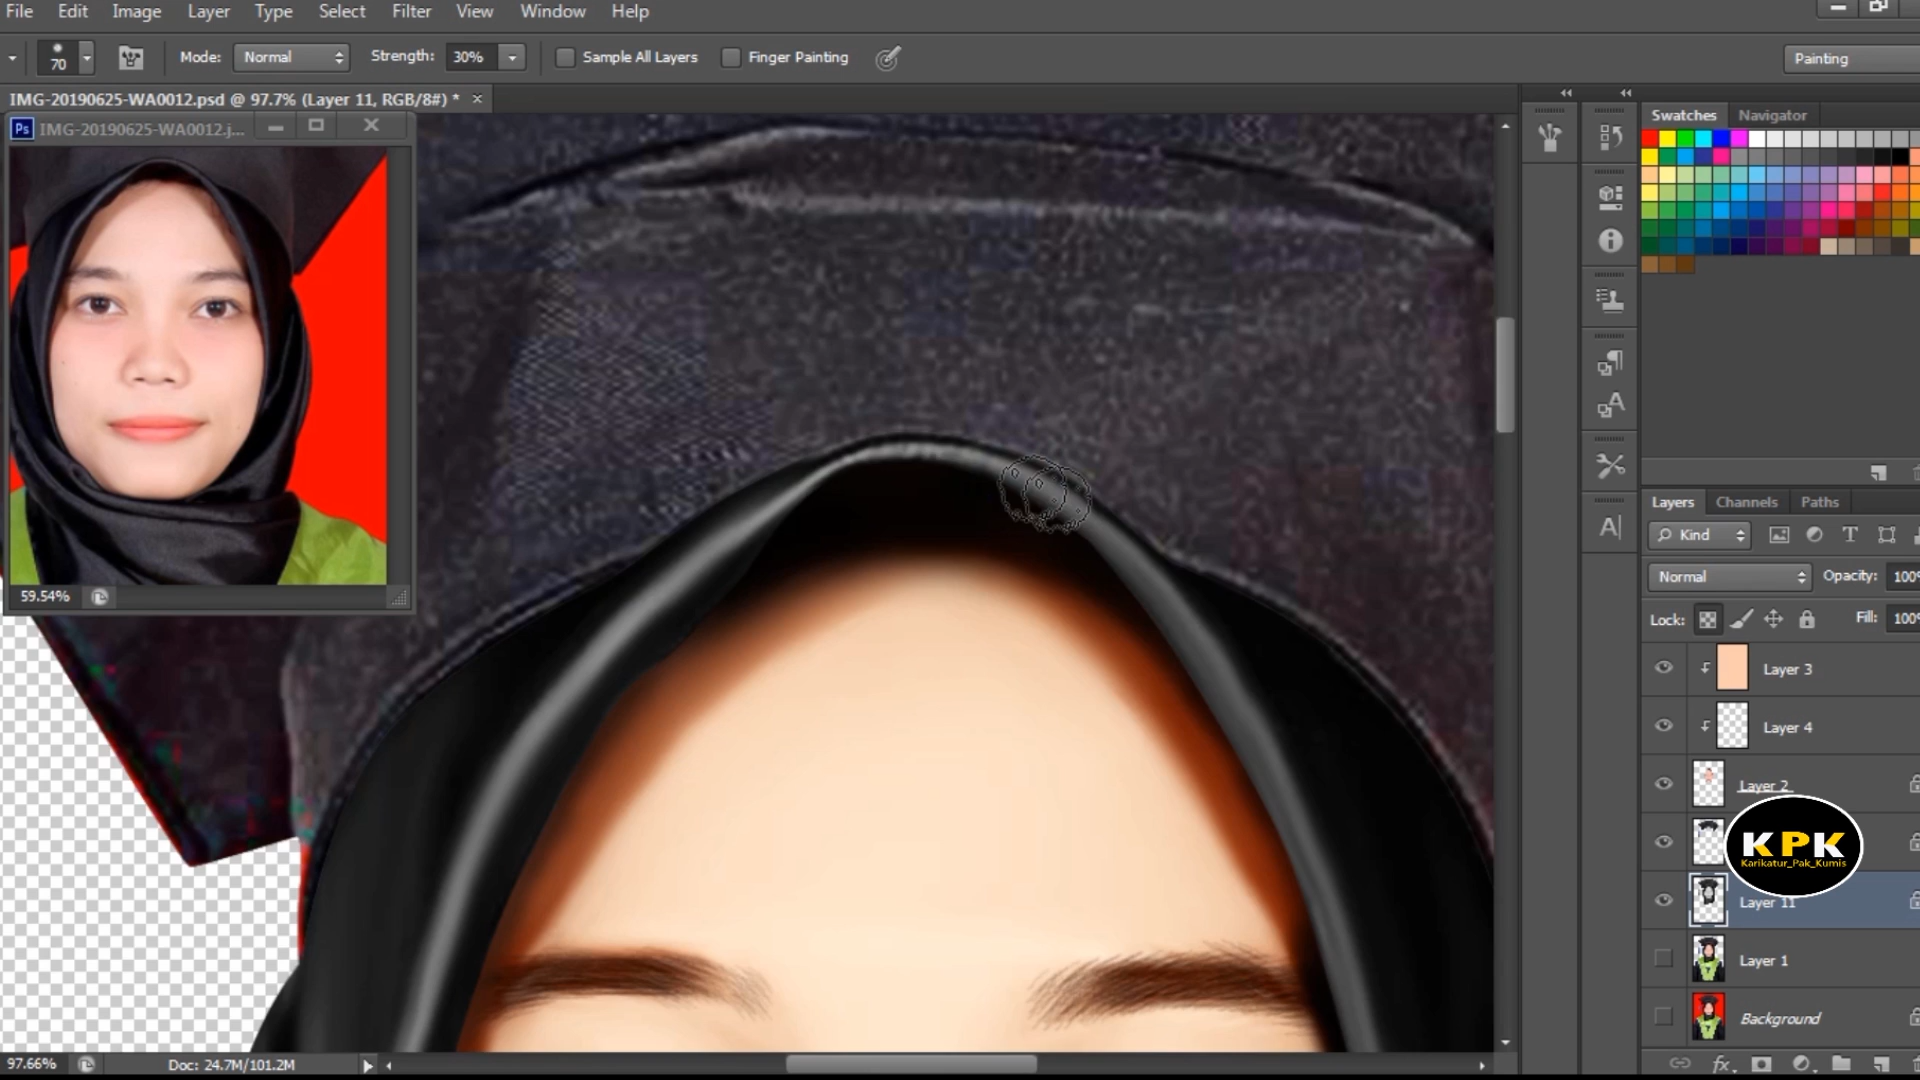 File Edit Image Layer Type Select Filter View Window Help
70 Mode: Normal Strength: 30% Sample All Layers Finger Painting Painting
IMG-20190625-WA0012.psd @ 97.7% (Layer 11, RGB/8#) * ×
Ps IMG-20190625-WA0012.j...
59.54%
Swatches Navigator
Layers Channels Paths
Kind
Normal Opacity: 100%
Lock: Fill: 100%
Layer 3
Layer 4
Layer 2
KPK
Karikatur_Pak_Kumis
Layer 11
Layer 1
Background
97.66% Doc: 24.7M/101.2M